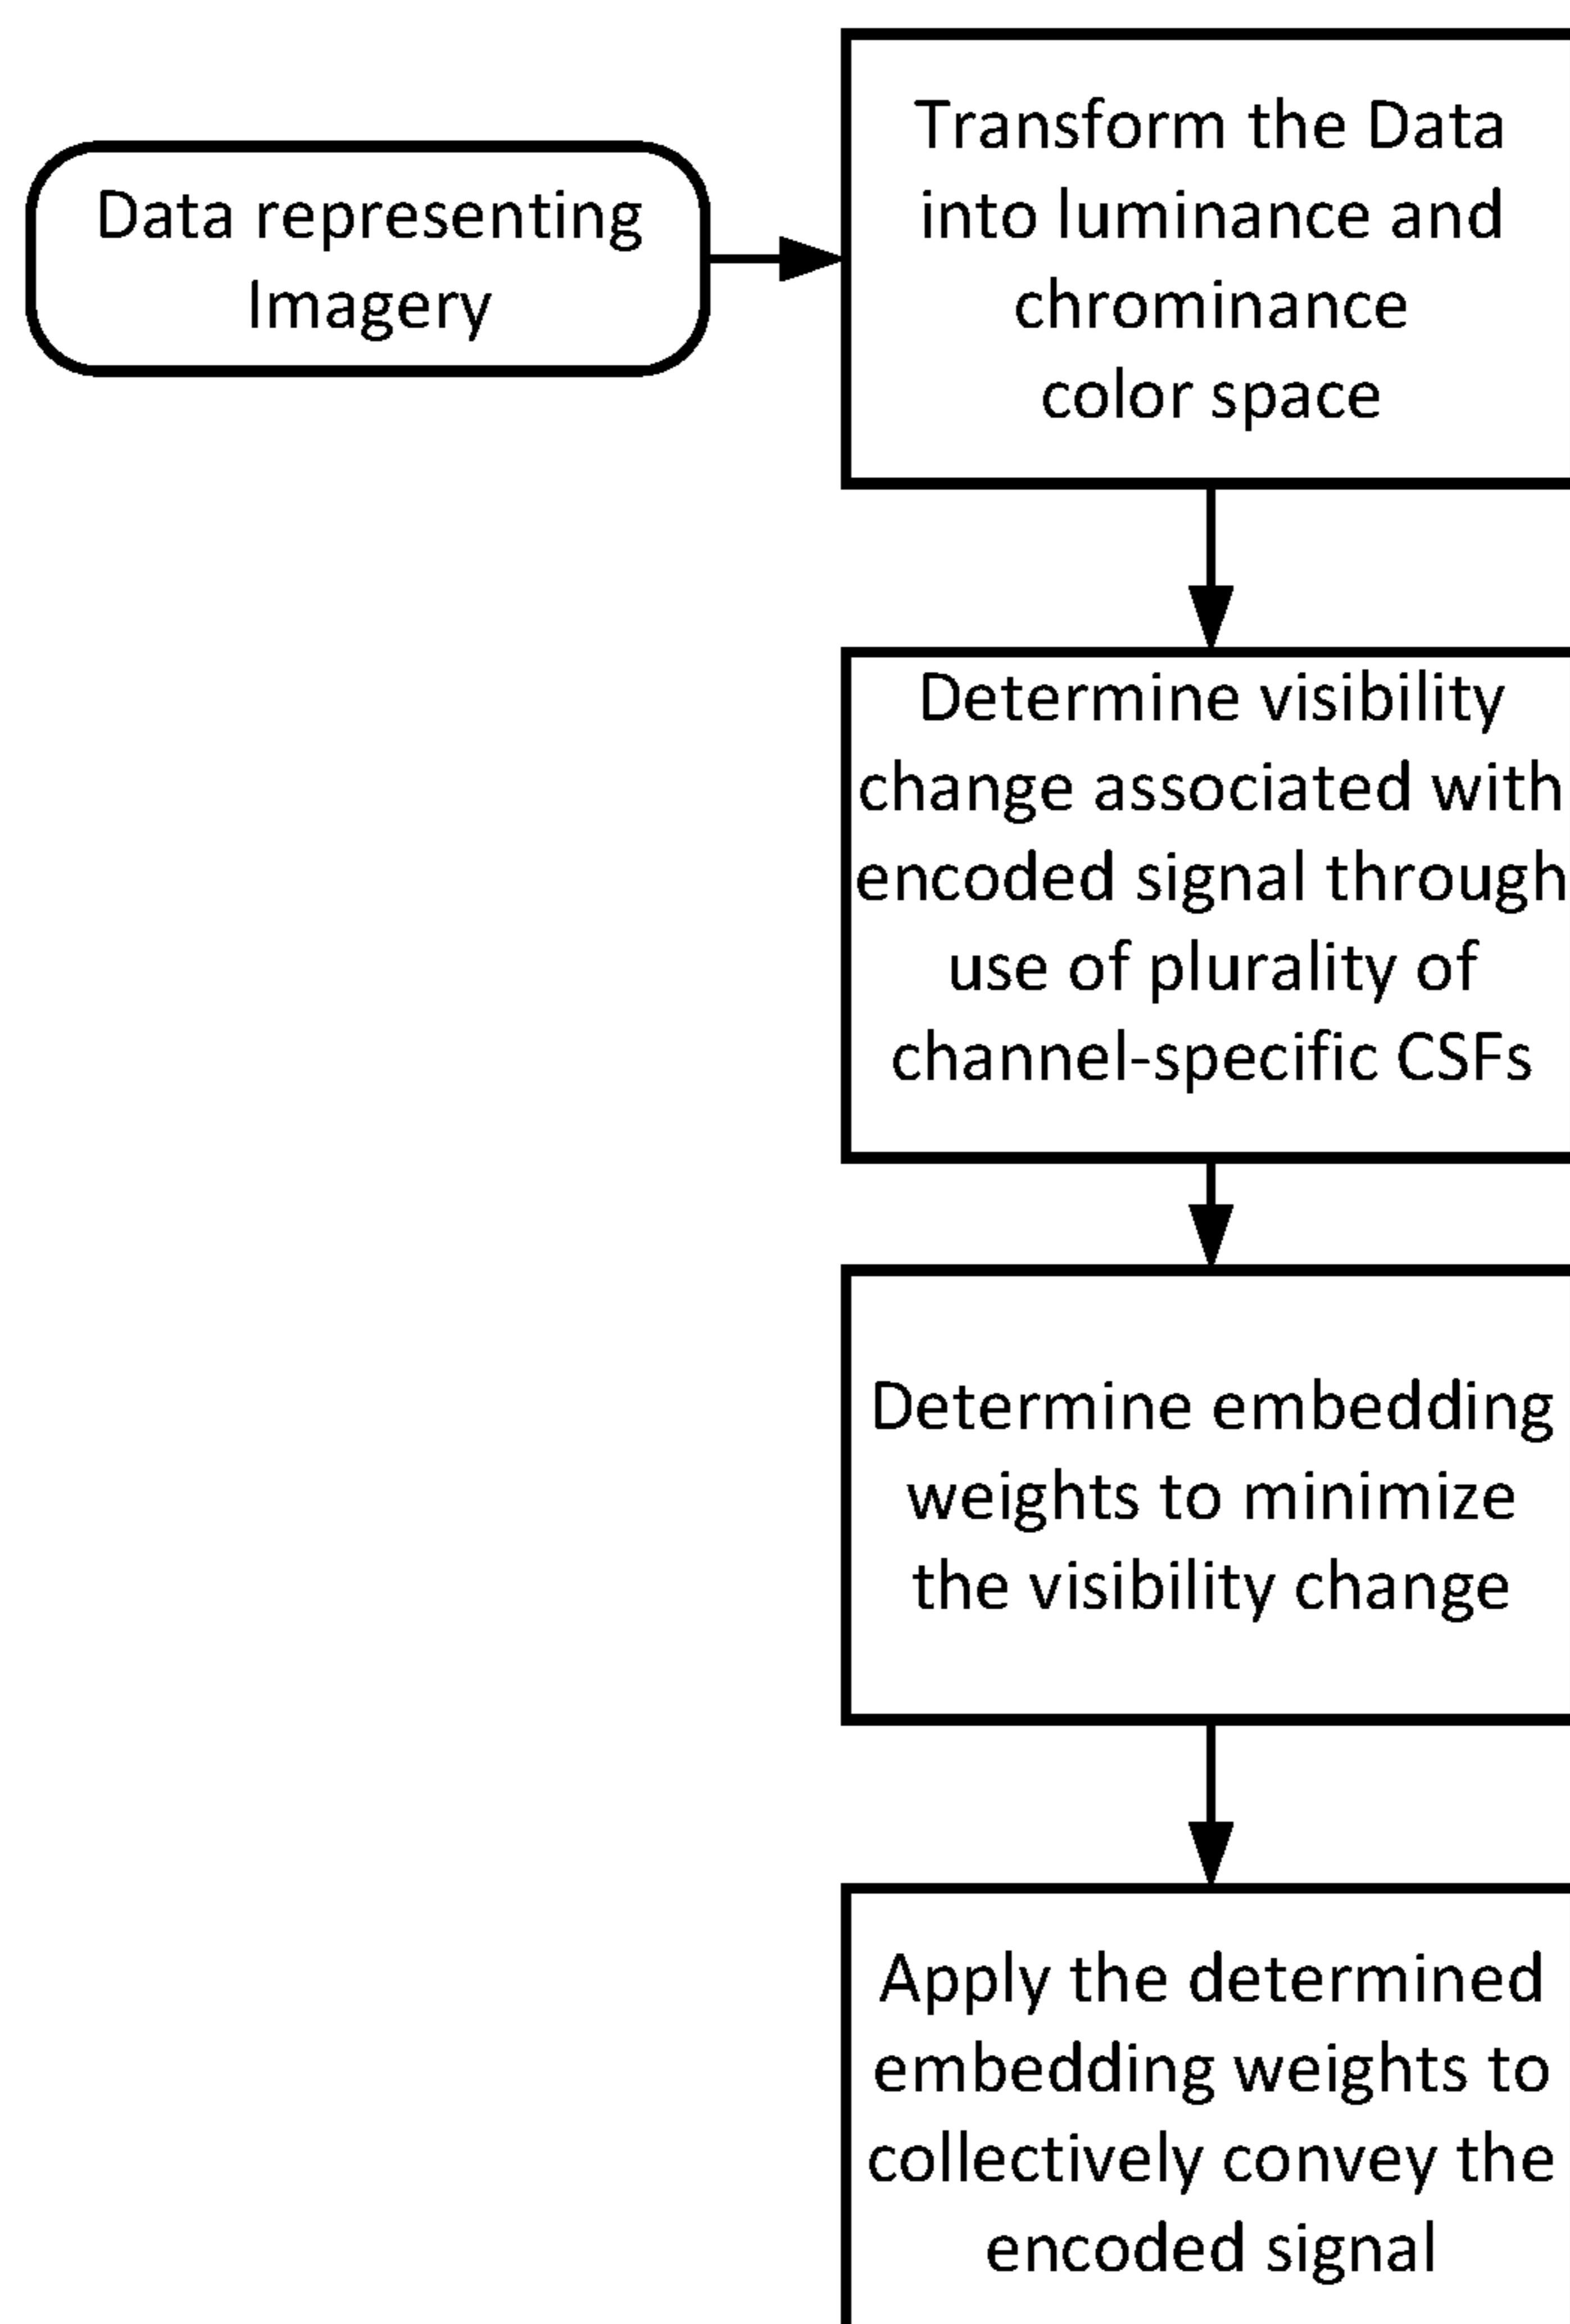 Data representing
Imagery
Transform the Data
into luminance and
chrominance
color space
Determine visibility
change associated with
encoded signal through
use of plurality of
channel-specific CSFs
Determine embedding
weights to minimize
the visibility change
Apply the determined
embedding weights to
collectively convey the
encoded signal